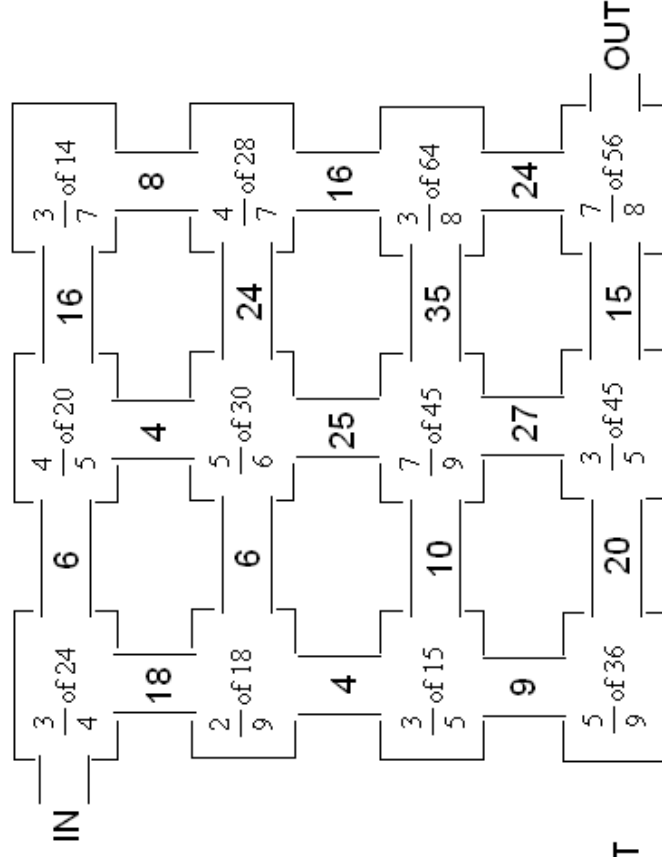 IN 3/4 of 24 6 4/5 of 20 16 3/7 of 14
18 4 8
2/9 of 18 6 5/6 of 30 24 4/7 of 28
4 25 16
3/5 of 15 10 7/9 of 45 35 3/8 of 64
9 27 24
5/9 of 36 20 3/5 of 45 15 7/8 of 56 OUT
T